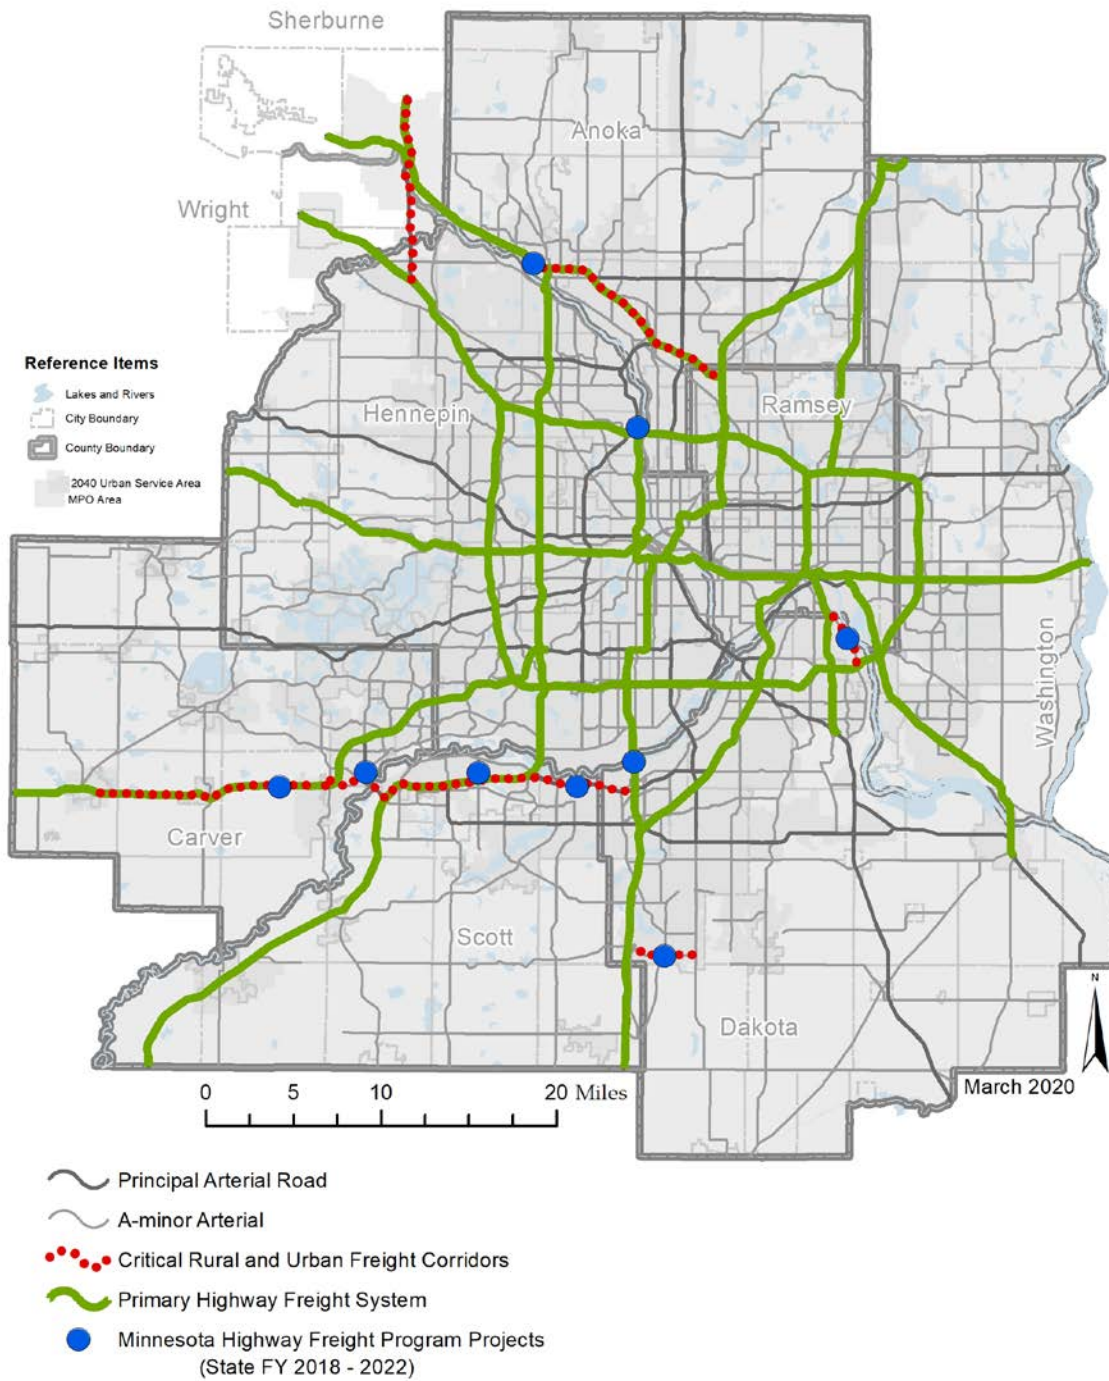 Sherburne
Anoka
Wright
Reference Items
Lakes and Rivers
City Boundary
County Boundary
2040 Urban Service Area
MPO Area
Hennepin
Ramsey
Washington
Carver
Scott
Dakota
N
March 2020
0 5 10 20 Miles
Principal Arterial Road
A-minor Arterial
Critical Rural and Urban Freight Corridors
Primary Highway Freight System
Minnesota Highway Freight Program Projects
(State FY 2018 - 2022)